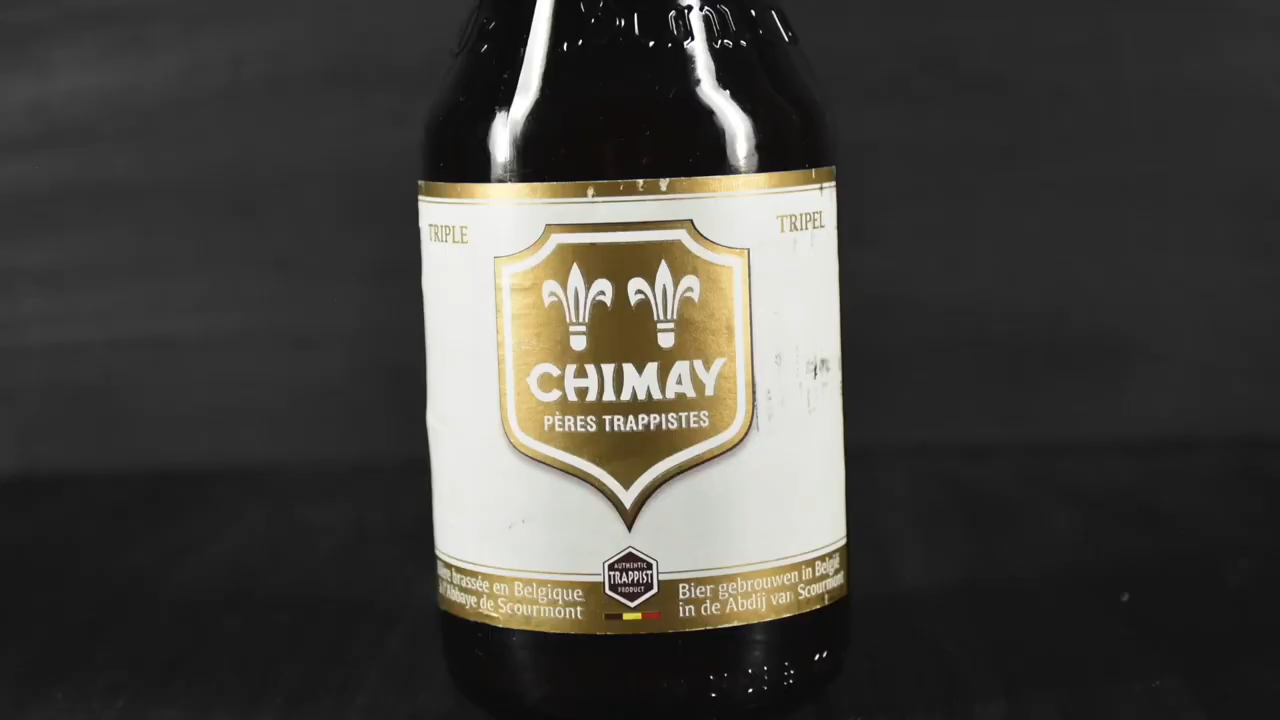 TRIPLE
TRIPEL
CHIMAY
PÈRES TRAPPISTES
AUTHENTIC
TRAPPIST
PRODUCT
brassée en Belgique
l'Abbaye de Scourmont
Bier gebrouwen in België
in de Abdij van Scourmont